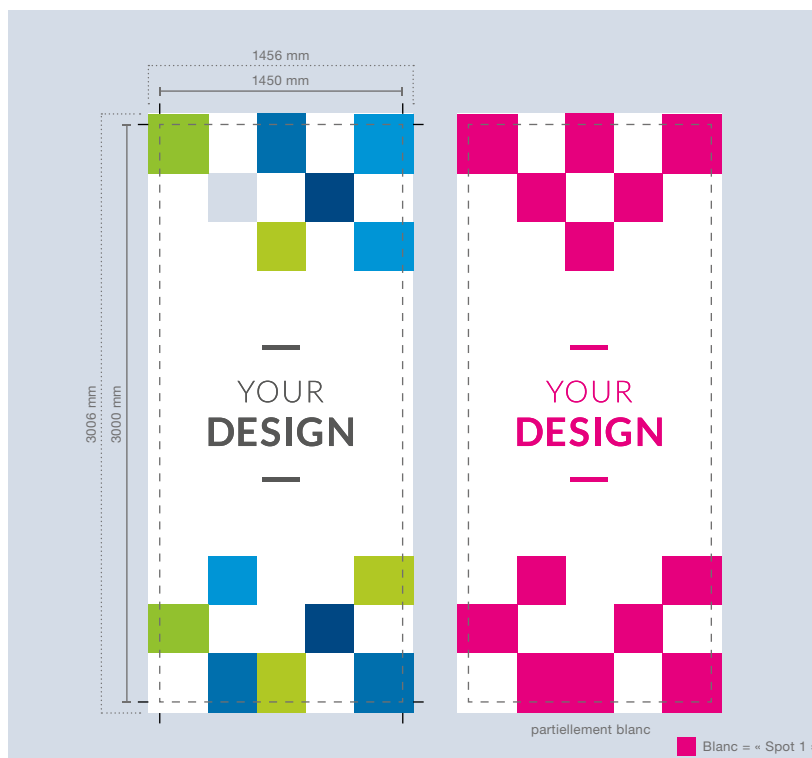 1456 mm
1450 mm
3006 mm
3000 mm
YOUR
DESIGN
YOUR
DESIGN
partiellement blanc
Blanc = « Spot 1 »